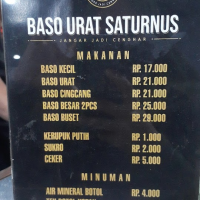 BASO URAT SATURNUS
JANGAR JADI CENGHAR
MAKANAN
BASO KECIL RP. 17.000
BASO URAT RP. 21.000
BASO CINGCANG RP. 21.000
BASO BESAR 2PCS RP. 25.000
BASO BUSET RP. 29.000
KERUPUK PUTIH RP. 1.000
SUKRO RP. 2.000
CEKER RP. 5.000
MINUMAN
AIR MINERAL BOTOL RP. 4.000